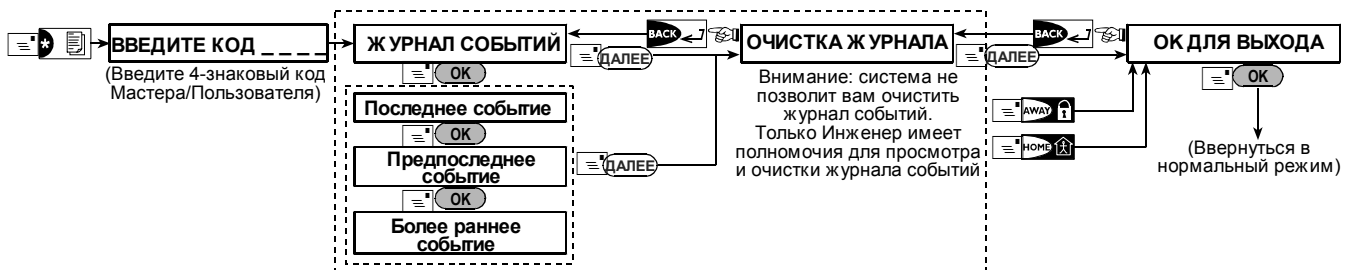 ВВЕДИТЕ КОД _ _ _ _
(Введите 4-знаковый код
Мастера/Пользователя)
ЖУРНАЛ СОБЫТИЙ
OK
Последнее событие
OK
Предпоследнее
событие
OK
Более раннее
событие
BACK
ДАЛЕЕ
ДАЛЕЕ
ОЧИСТКА ЖУРНАЛА
Внимание: система не
позволит вам очистить
журнал событий.
Только Инженер имеет
полномочия для просмотра
и очистки журнала событий
BACK
ДАЛЕЕ
AWAY
HOME
ОК ДЛЯ ВЫХОДА
OK
(Ввернуться в
нормальный режим)